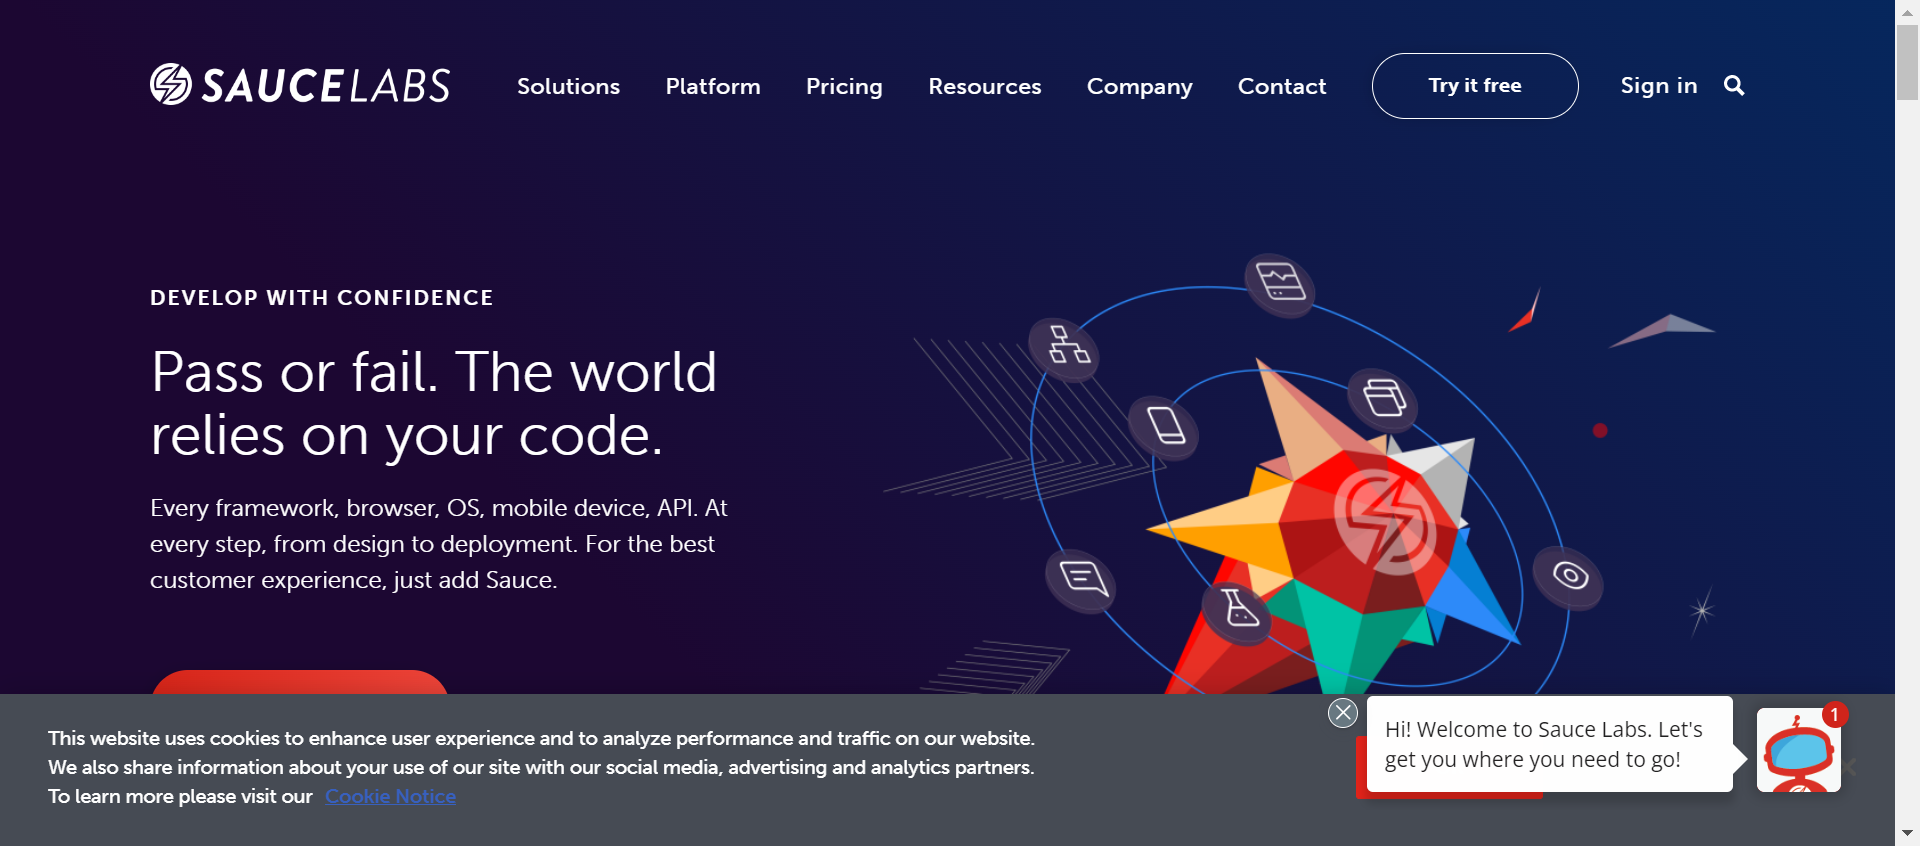 SAUCELABS
Solutions
Platform
Pricing
Resources
Company
Contact
Try it free
Sign in
DEVELOP WITH CONFIDENCE
Pass or fail. The world
relies on your code.
Every framework, browser, OS, mobile device, API. At
every step, from design to deployment. For the best
customer experience, just add Sauce.
This website uses cookies to enhance user experience and to analyze performance and traffic on our website.
We also share information about your use of our site with our social media, advertising and analytics partners.
To learn more please visit our Cookie Notice
Hi! Welcome to Sauce Labs. Let's
get you where you need to go!
1